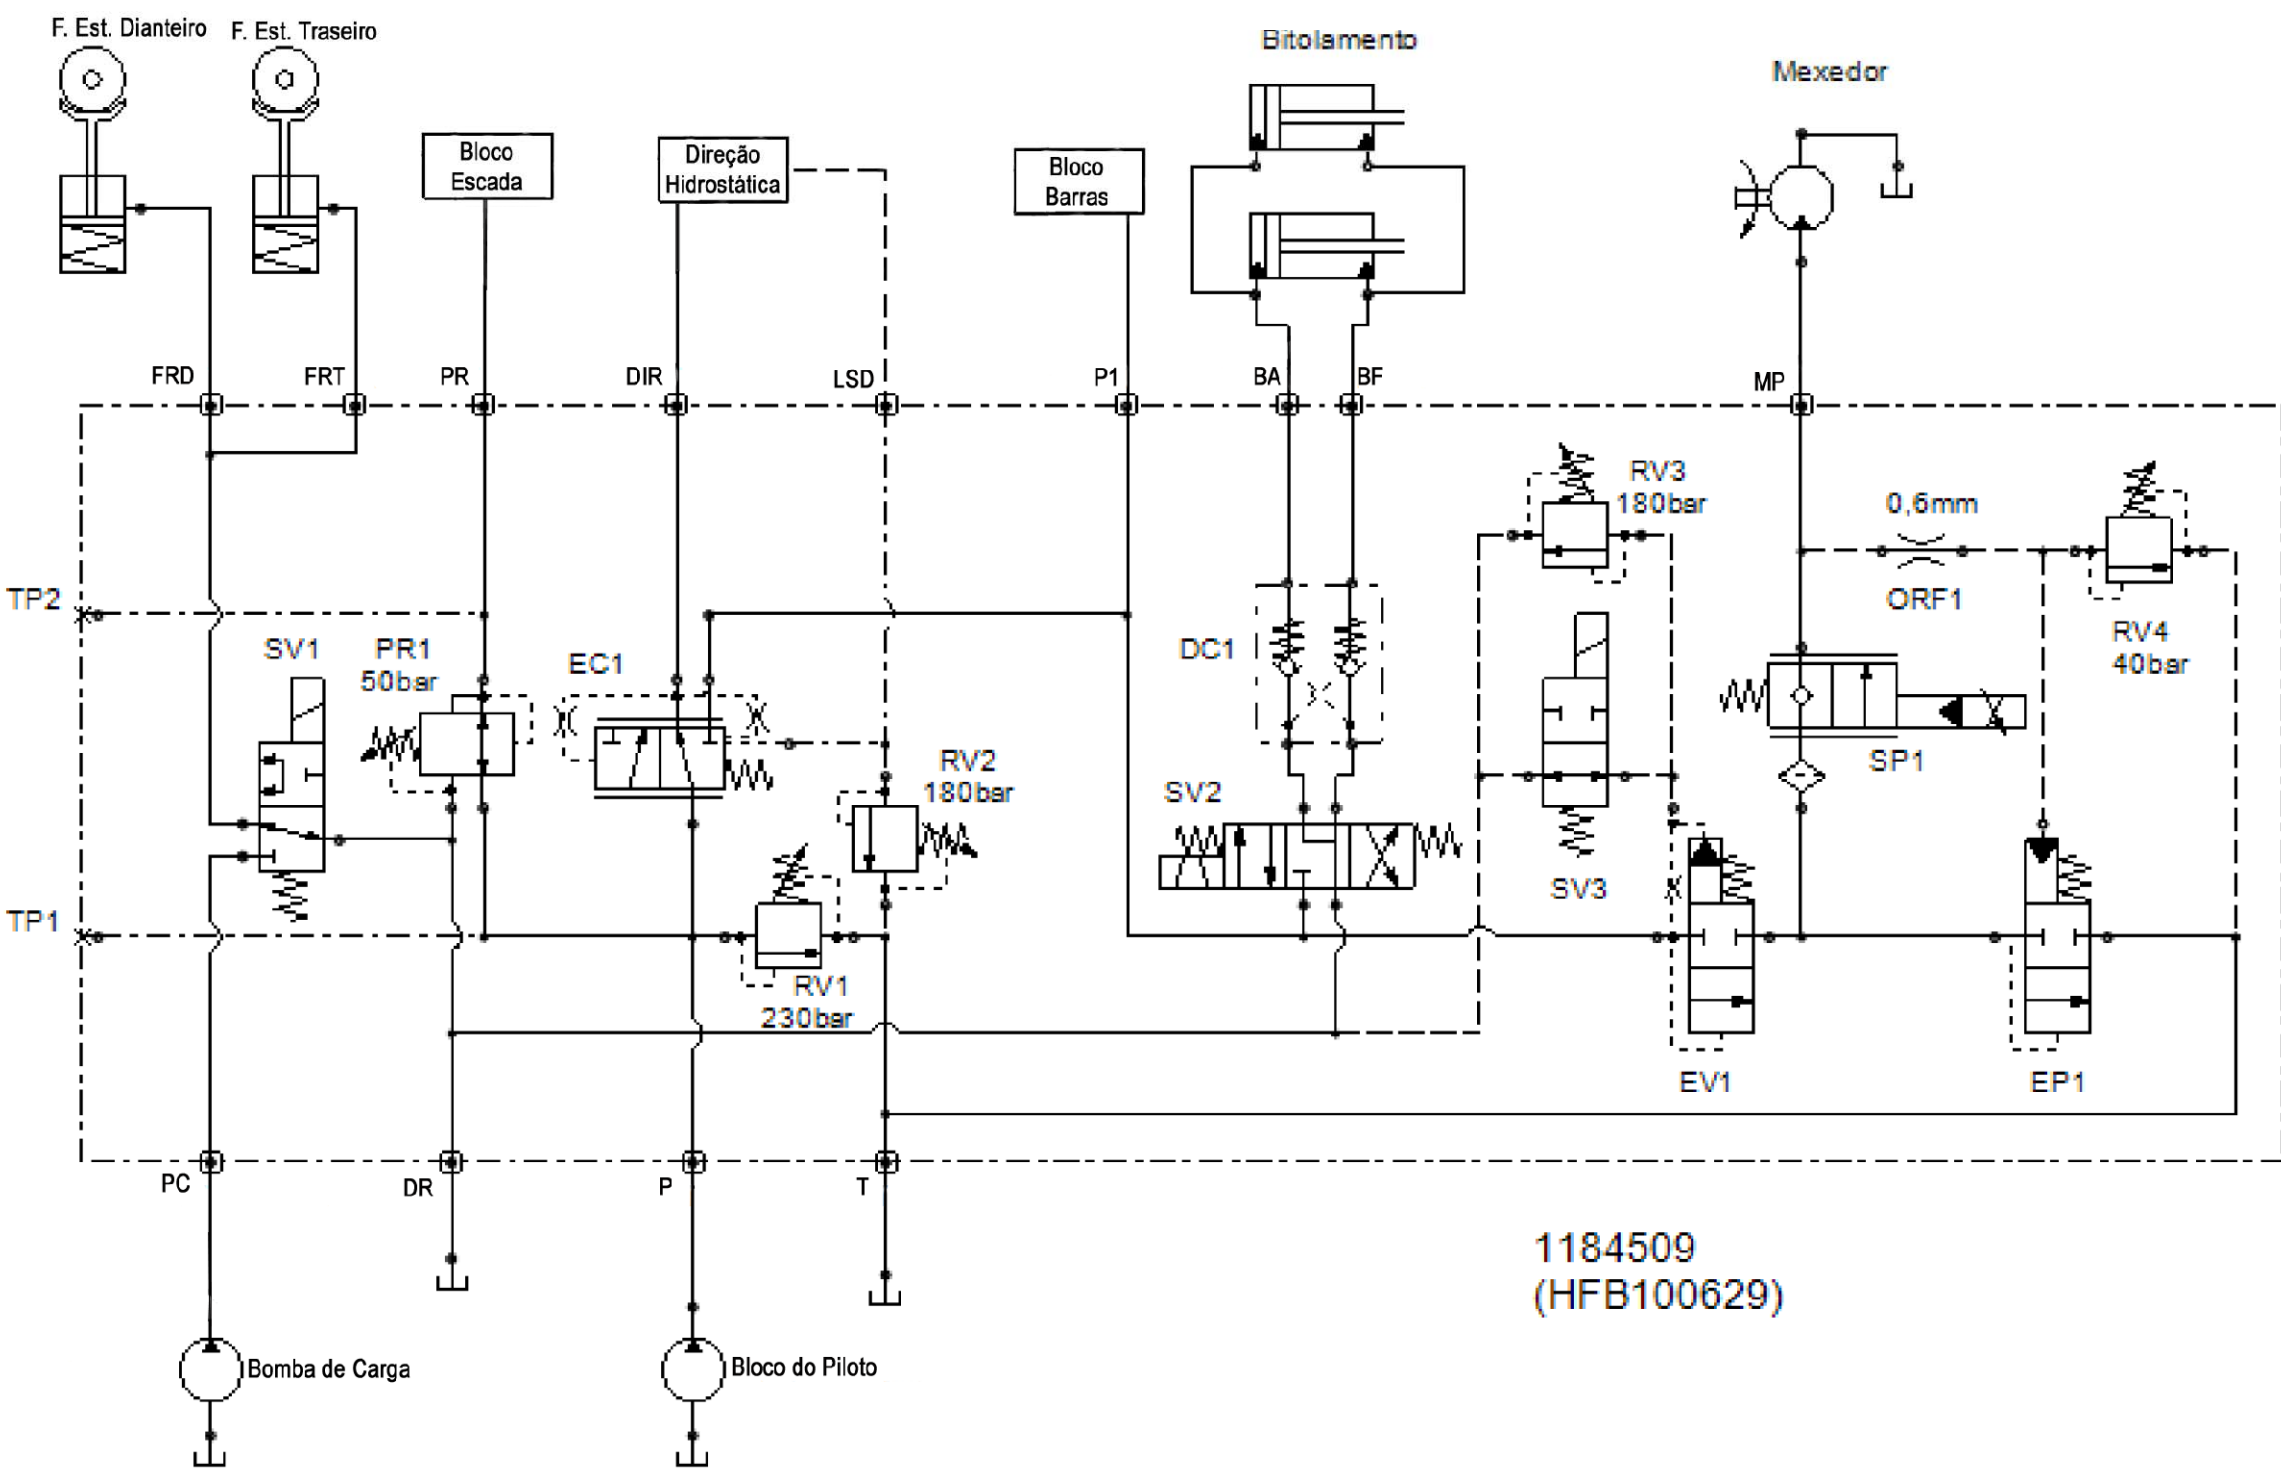 F. Est. Dianteiro
F. Est. Traseiro
Bitolamento
Mexedor
Bloco
Escada
Direção
Hidrostática
Bloco
Barras
FRD
FRT
PR
DIR
LSD
P1
BA
BF
MP
RV3
180bar
0,6mm
ORF1
RV4
40bar
TP2
SV1
PR1
50bar
EC1
DC1
RV2
180bar
SV2
SP1
SV3
TP1
RV1
230bar
EV1
EP1
PC
DR
P
T
1184509
(HFB100629)
Bomba de Carga
Bloco do Piloto